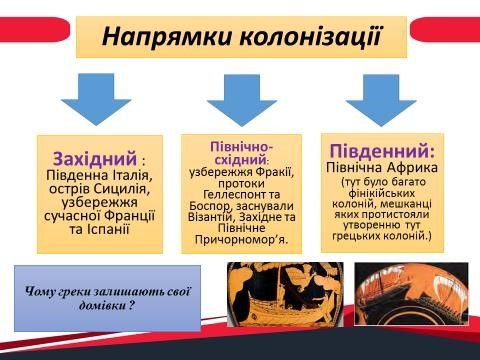 Напрямки колонізації
Західний :
Південна Італія,
острів Сицилія,
узбережжя
сучасної Франції
та Іспанії
Північно-
східний:
узбережжя Фракії,
протоки
Геллеспонт та
Боспор, заснували
Візантій, Західне та
Північне
Причорномор’я.
Південний:
Північна Африка
(тут було багато
фінікійських
колоній, мешканці
яких протистояли
утворенню тут
грецьких колоній.)
Чому греки залишають свої
домівки ?